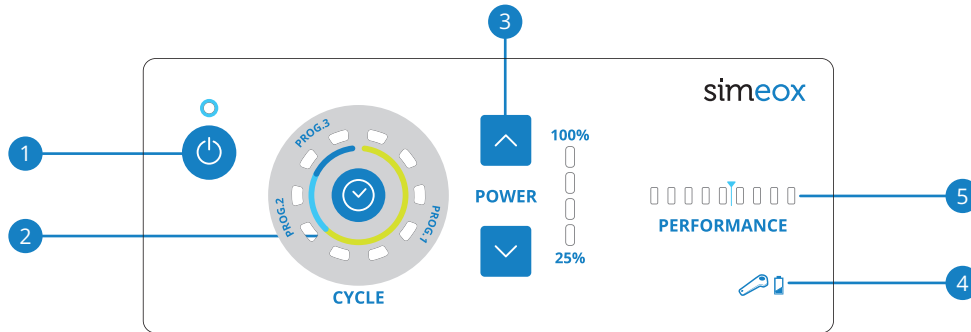 3
simeox
1
PROG.3
100%
POWER
PROG.2
PROG.1
5
PERFORMANCE
2
25%
4
CYCLE